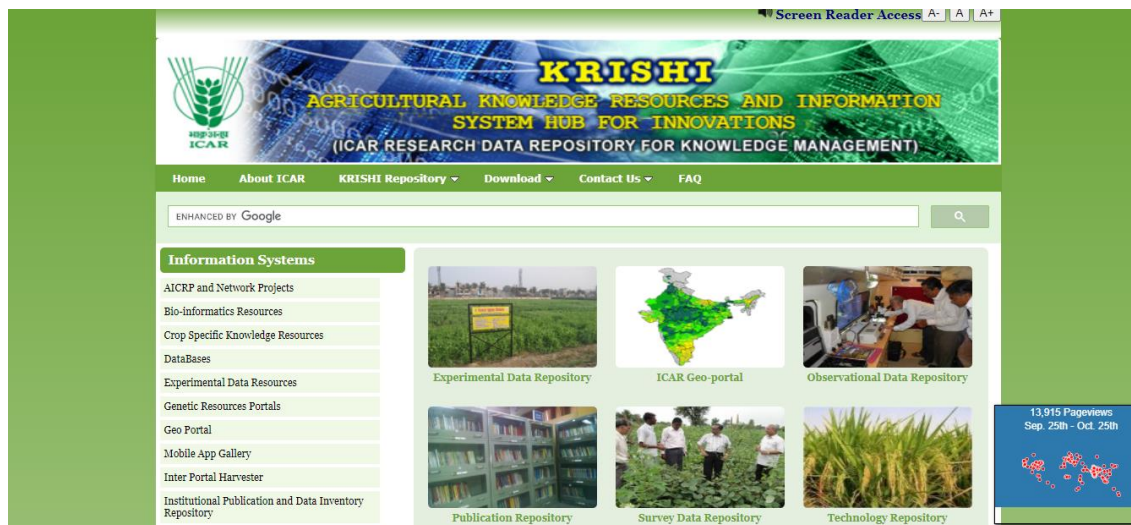 Screen Reader Access A- A A+
KRISHI
AGRICULTURAL KNOWLEDGE RESOURCES AND INFORMATION
SYSTEM HUB FOR INNOVATIONS
(ICAR RESEARCH DATA REPOSITORY FOR KNOWLEDGE MANAGEMENT)
भाकृअनुप
ICAR
Home About ICAR KRISHI Repository Download Contact Us FAQ
ENHANCED BY Google
Information Systems
AICRP and Network Projects
Bio-informatics Resources
Crop Specific Knowledge Resources
DataBases
Experimental Data Resources
Genetic Resources Portals
Geo Portal
Mobile App Gallery
Inter Portal Harvester
Institutional Publication and Data Inventory
Repository
Experimental Data Repository ICAR Geo-portal Observational Data Repository
Publication Repository Survey Data Repository Technology Repository
13,915 Pageviews
Sep. 25th - Oct. 25th